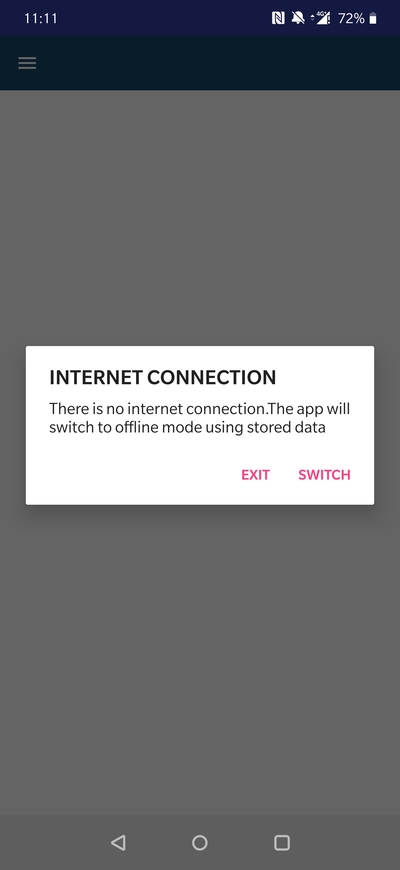 11:11
4G+
72%
INTERNET CONNECTION
There is no internet connection.The app will
switch to offline mode using stored data
EXIT SWITCH